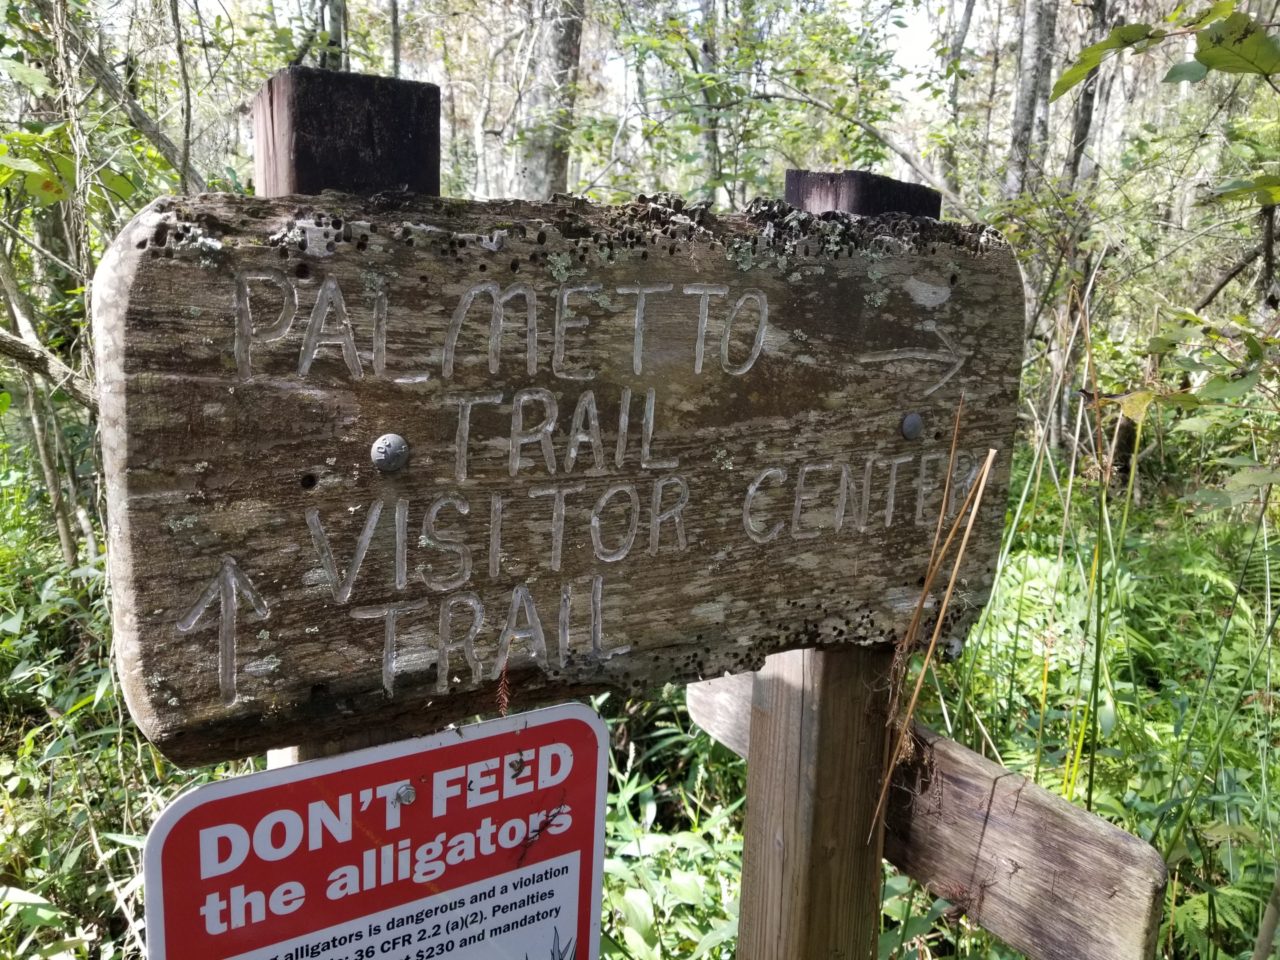 PALMETTO
TRAIL
VISITOR CENTER
TRAIL
DON'T FEED
the alligators
alligators is dangerous and a violation
36 CFR 2.2 (a)(2). Penalties
$230 and mandatory